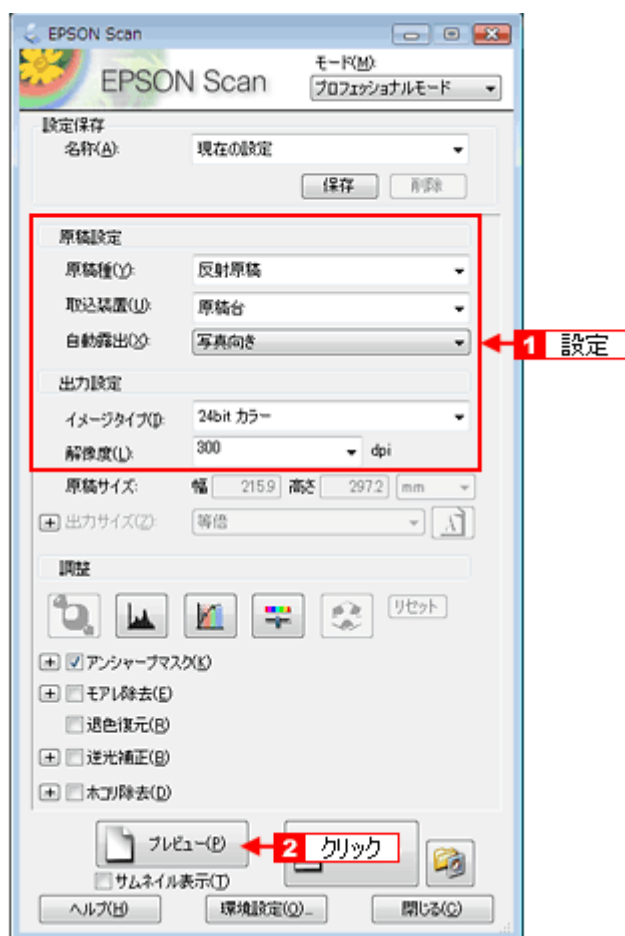 EPSON Scan
EPSON Scan
モード(M):
プロフェッショナルモード
設定保存
名称(A):
現在の設定
保存
削除
原稿設定
原稿種(Y):
反射原稿
取込装置(U):
原稿台
自動露出(X):
写真向き
1 設定
出力設定
イメージタイプ(I):
24bit カラー
解像度(L):
300
dpi
原稿サイズ:
幅 215.9 高さ 297.2 mm
出力サイズ(Z):
等倍
調整
リセット
アンシャープマスク(K)
モアレ除去(E)
退色復元(R)
逆光補正(B)
ホコリ除去(D)
プレビュー(P)
2 クリック
サムネイル表示(T)
ヘルプ(H)
環境設定(O)...
閉じる(C)